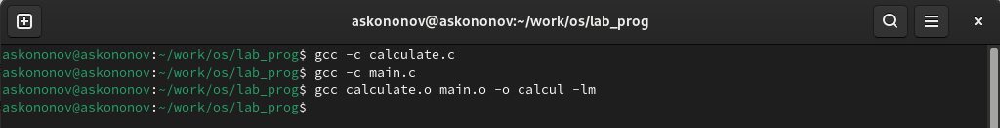 askononov@askononov:~/work/os/lab_prog
askononov@askononov:~/work/os/lab_prog$ gcc -c calculate.c
askononov@askononov:~/work/os/lab_prog$ gcc -c main.c
askononov@askononov:~/work/os/lab_prog$ gcc calculate.o main.o -o calcul -lm
askononov@askononov:~/work/os/lab_prog$